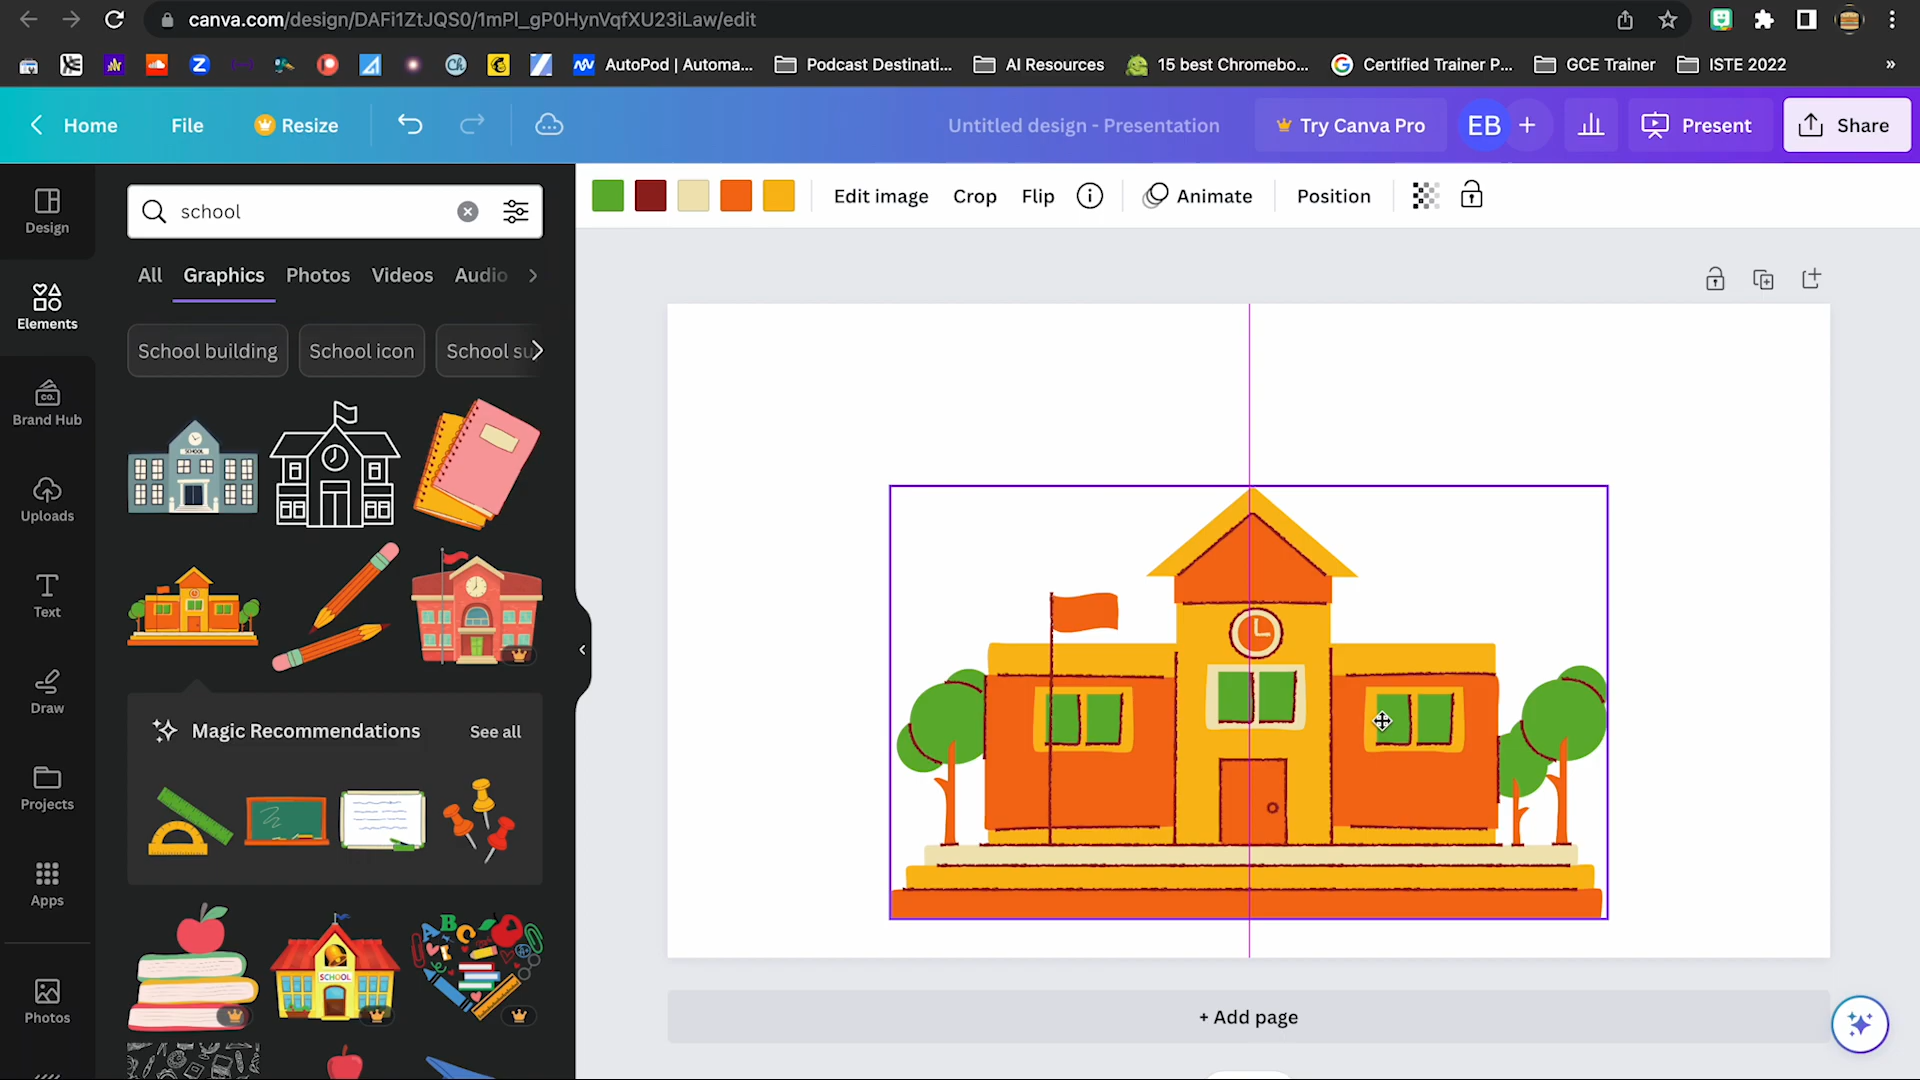 canva.com/design/DAFi1ZtJQS0/1mPl_gP0HynVqfXU23iLaw/edit
AutoPod | Automa... Podcast Destinati... AI Resources 15 best Chromebo... Certified Trainer P... GCE Trainer ISTE 2022 »
Home File Resize Untitled design - Presentation Try Canva Pro EB + Present Share
school
Edit image Crop Flip Animate Position
Design
All Graphics Photos Videos Audio
Elements
School building School icon School su
co.
Brand Hub
SCHOOL
Uploads
Text
Draw
Magic Recommendations See all
Projects
Apps
A B C
SCHOOL
Photos
+ Add page